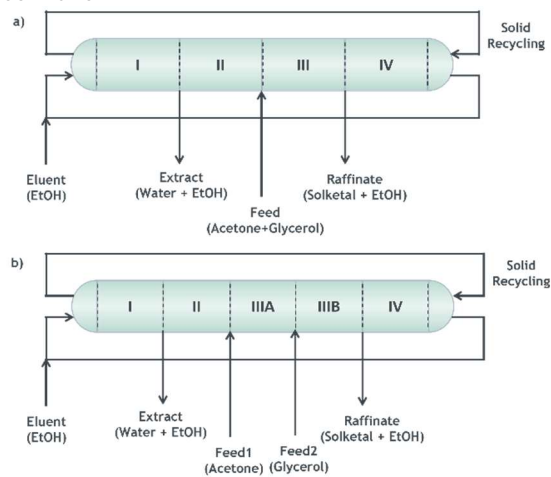 a)
Solid
Recycling
I
II
III
IV
Eluent
(EtOH)
Extract
(Water + EtOH)
Feed
(Acetone+Glycerol)
Raffinate
(Solketal + EtOH)
b)
Solid
Recycling
I
II
IIIA
IIIB
IV
Eluent
(EtOH)
Extract
(Water + EtOH)
Feed1
(Acetone)
Feed2
(Glycerol)
Raffinate
(Solketal + EtOH)